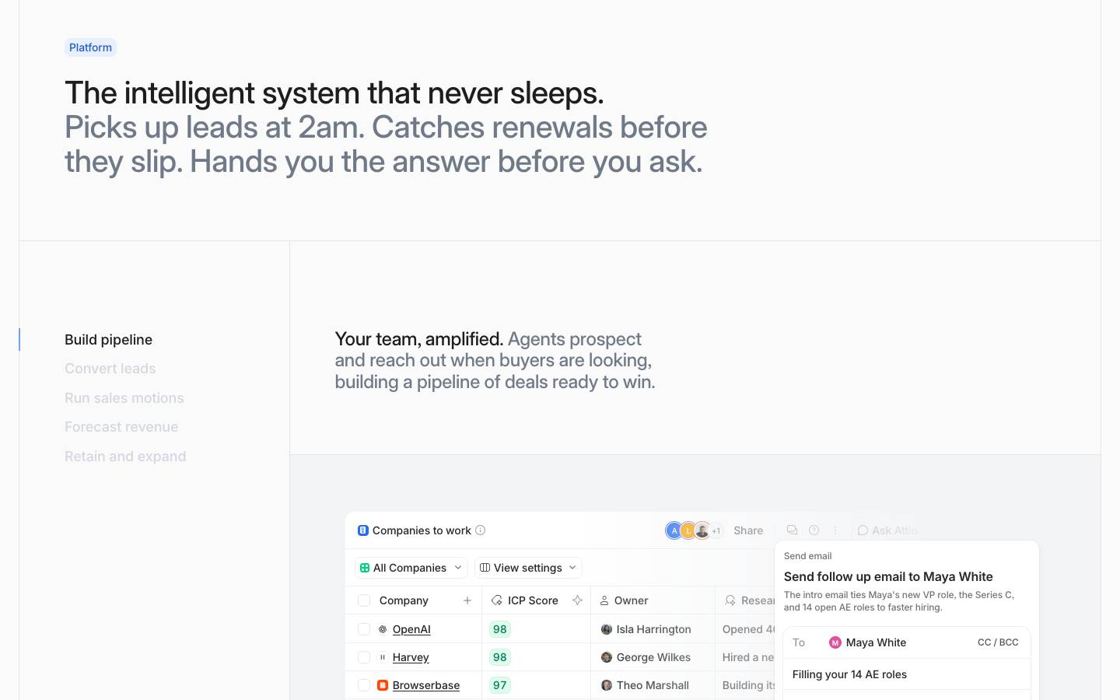 Platform
The intelligent system that never sleeps.
Picks up leads at 2am. Catches renewals before
they slip. Hands you the answer before you ask.
Build pipeline
Convert leads
Run sales motions
Forecast revenue
Retain and expand
Your team, amplified. Agents prospect
and reach out when buyers are looking,
building a pipeline of deals ready to win.
Companies to work
A
+1
Share
Ask
All Companies
View settings
Company
ICP Score
Owner
OpenAI
98
Isla Harrington
Opened
Harvey
98
George Wilkes
Hired a
Browserbase
97
Theo Marshall
Building
Send email
Send follow up email to Maya White
The intro email ties Maya's new VP role, the Series C,
and 14 open AE roles to faster hiring.
To
M
Maya White
CC / BCC
Filling your 14 AE roles